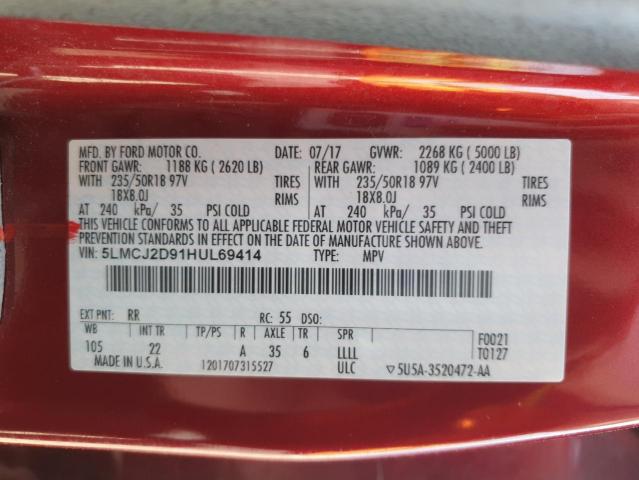 MFD. BY FORD MOTOR CO. DATE: 07/17 GVWR: 2268 KG ( 5000 LB)
FRONT GAWR: 1188 KG ( 2620 LB) REAR GAWR: 1089 KG ( 2400 LB)
WITH 235/50R18 97V TIRES WITH 235/50R18 97V TIRES
18X8.0J RIMS 18X8.0J RIMS
AT 240 kPa/ 35 PSI COLD AT 240 kPa/ 35 PSI COLD
THIS VEHICLE CONFORMS TO ALL APPLICABLE FEDERAL MOTOR VEHICLE SAFETY AND THEFT
PREVENTION STANDARDS IN EFFECT ON THE DATE OF MANUFACTURE SHOWN ABOVE.
VIN: 5LMCJ2D91HUL69414 TYPE: MPV
EXT PNT: RR RC: 55 DSO:
WB INT TR TP/PS R AXLE TR SPR F0021
105 22 A 35 6 LLLL T0127
MADE IN U.S.A. 1201707315527 ULC ▽5U5A-3520472-AA